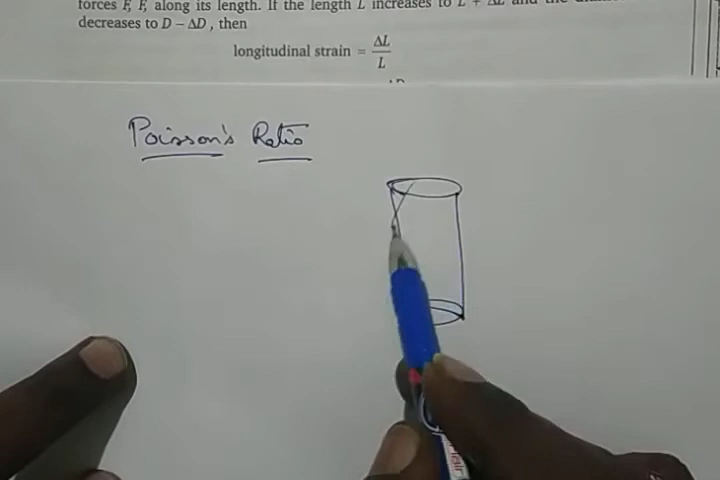 forces F, F, along its length. If the length L increases to L + ΔL and the
decreases to D − ΔD, then
longitudinal strain = ΔL/L
Poisson's Ratio